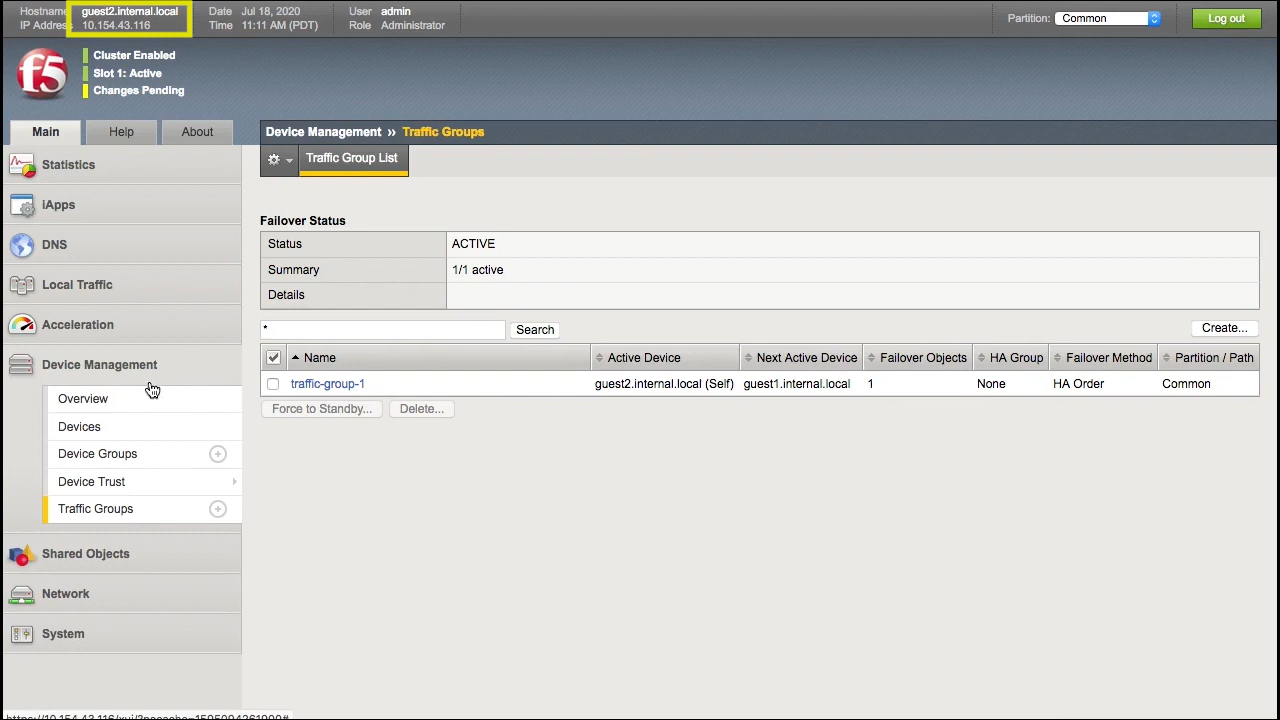 Hostname guest2.internal.local Date Jul 18, 2020 User admin Partition: Common Log out
IP Address 10.154.43.116 Time 11:11 AM (PDT) Role Administrator
f5
Cluster Enabled
Slot 1: Active
Changes Pending
Main Help About
Device Management ›› Traffic Groups
Traffic Group List
Statistics
iApps
DNS
Local Traffic
Acceleration
Device Management
Overview
Devices
Device Groups
Device Trust
Traffic Groups
Shared Objects
Network
System
Failover Status
Status ACTIVE
Summary 1/1 active
Details
* Search Create...
Name Active Device Next Active Device Failover Objects HA Group Failover Method Partition / Path
traffic-group-1 guest2.internal.local (Self) guest1.internal.local 1 None HA Order Common
Force to Standby... Delete...